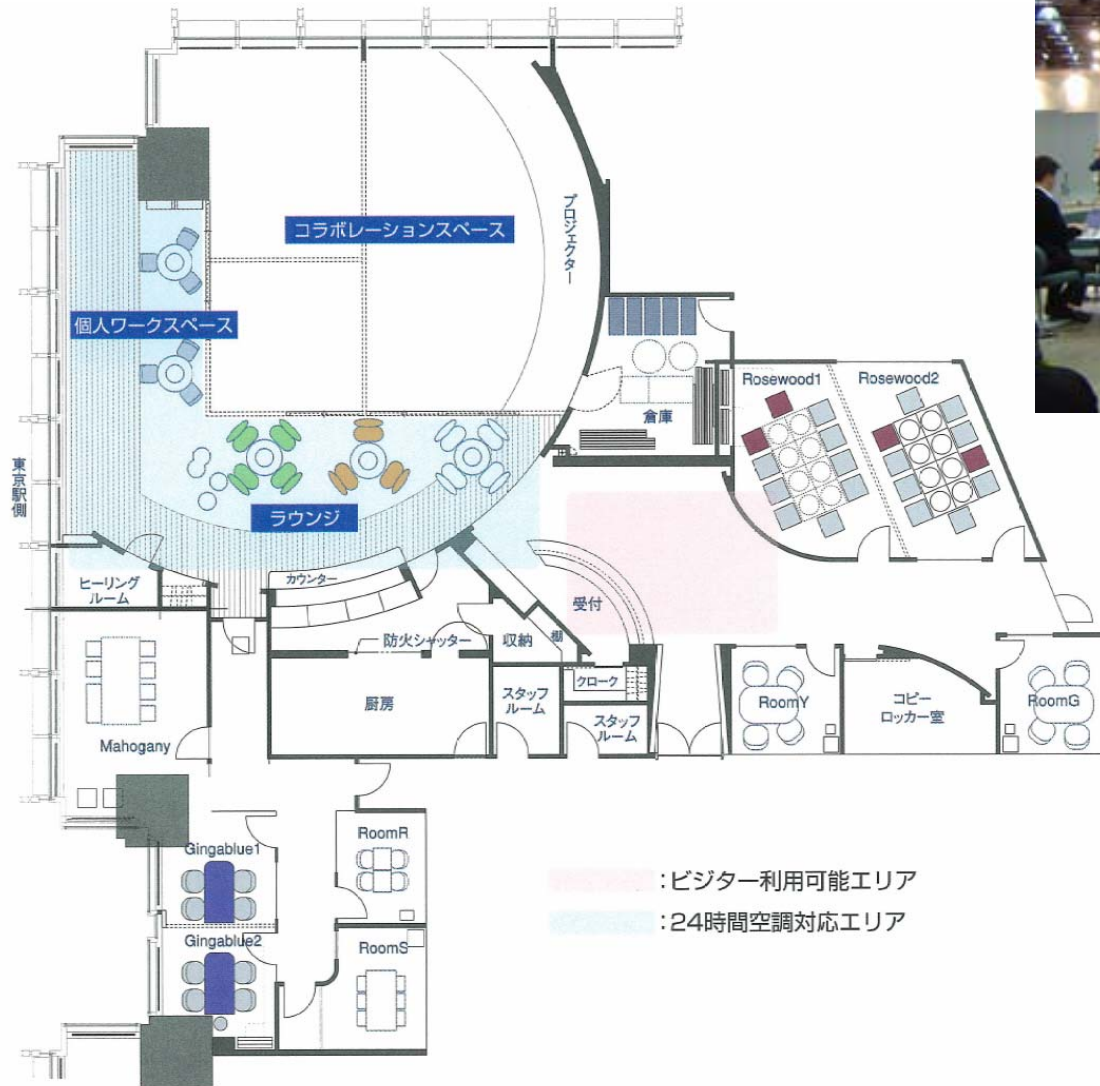 コラボレーションスペース
プロジェクター
個人ワークスペース
倉庫
Rosewood1
Rosewood2
東京駅側
ラウンジ
ヒーリング
ルーム
カウンター
受付
防火シャッター
収納
棚
クローク
厨房
スタッフ
ルーム
スタッフ
ルーム
RoomY
コピー
ロッカー室
RoomG
Mahogany
Gingablue1
RoomR
Gingablue2
RoomS
：ビジター利用可能エリア
：24時間空調対応エリア